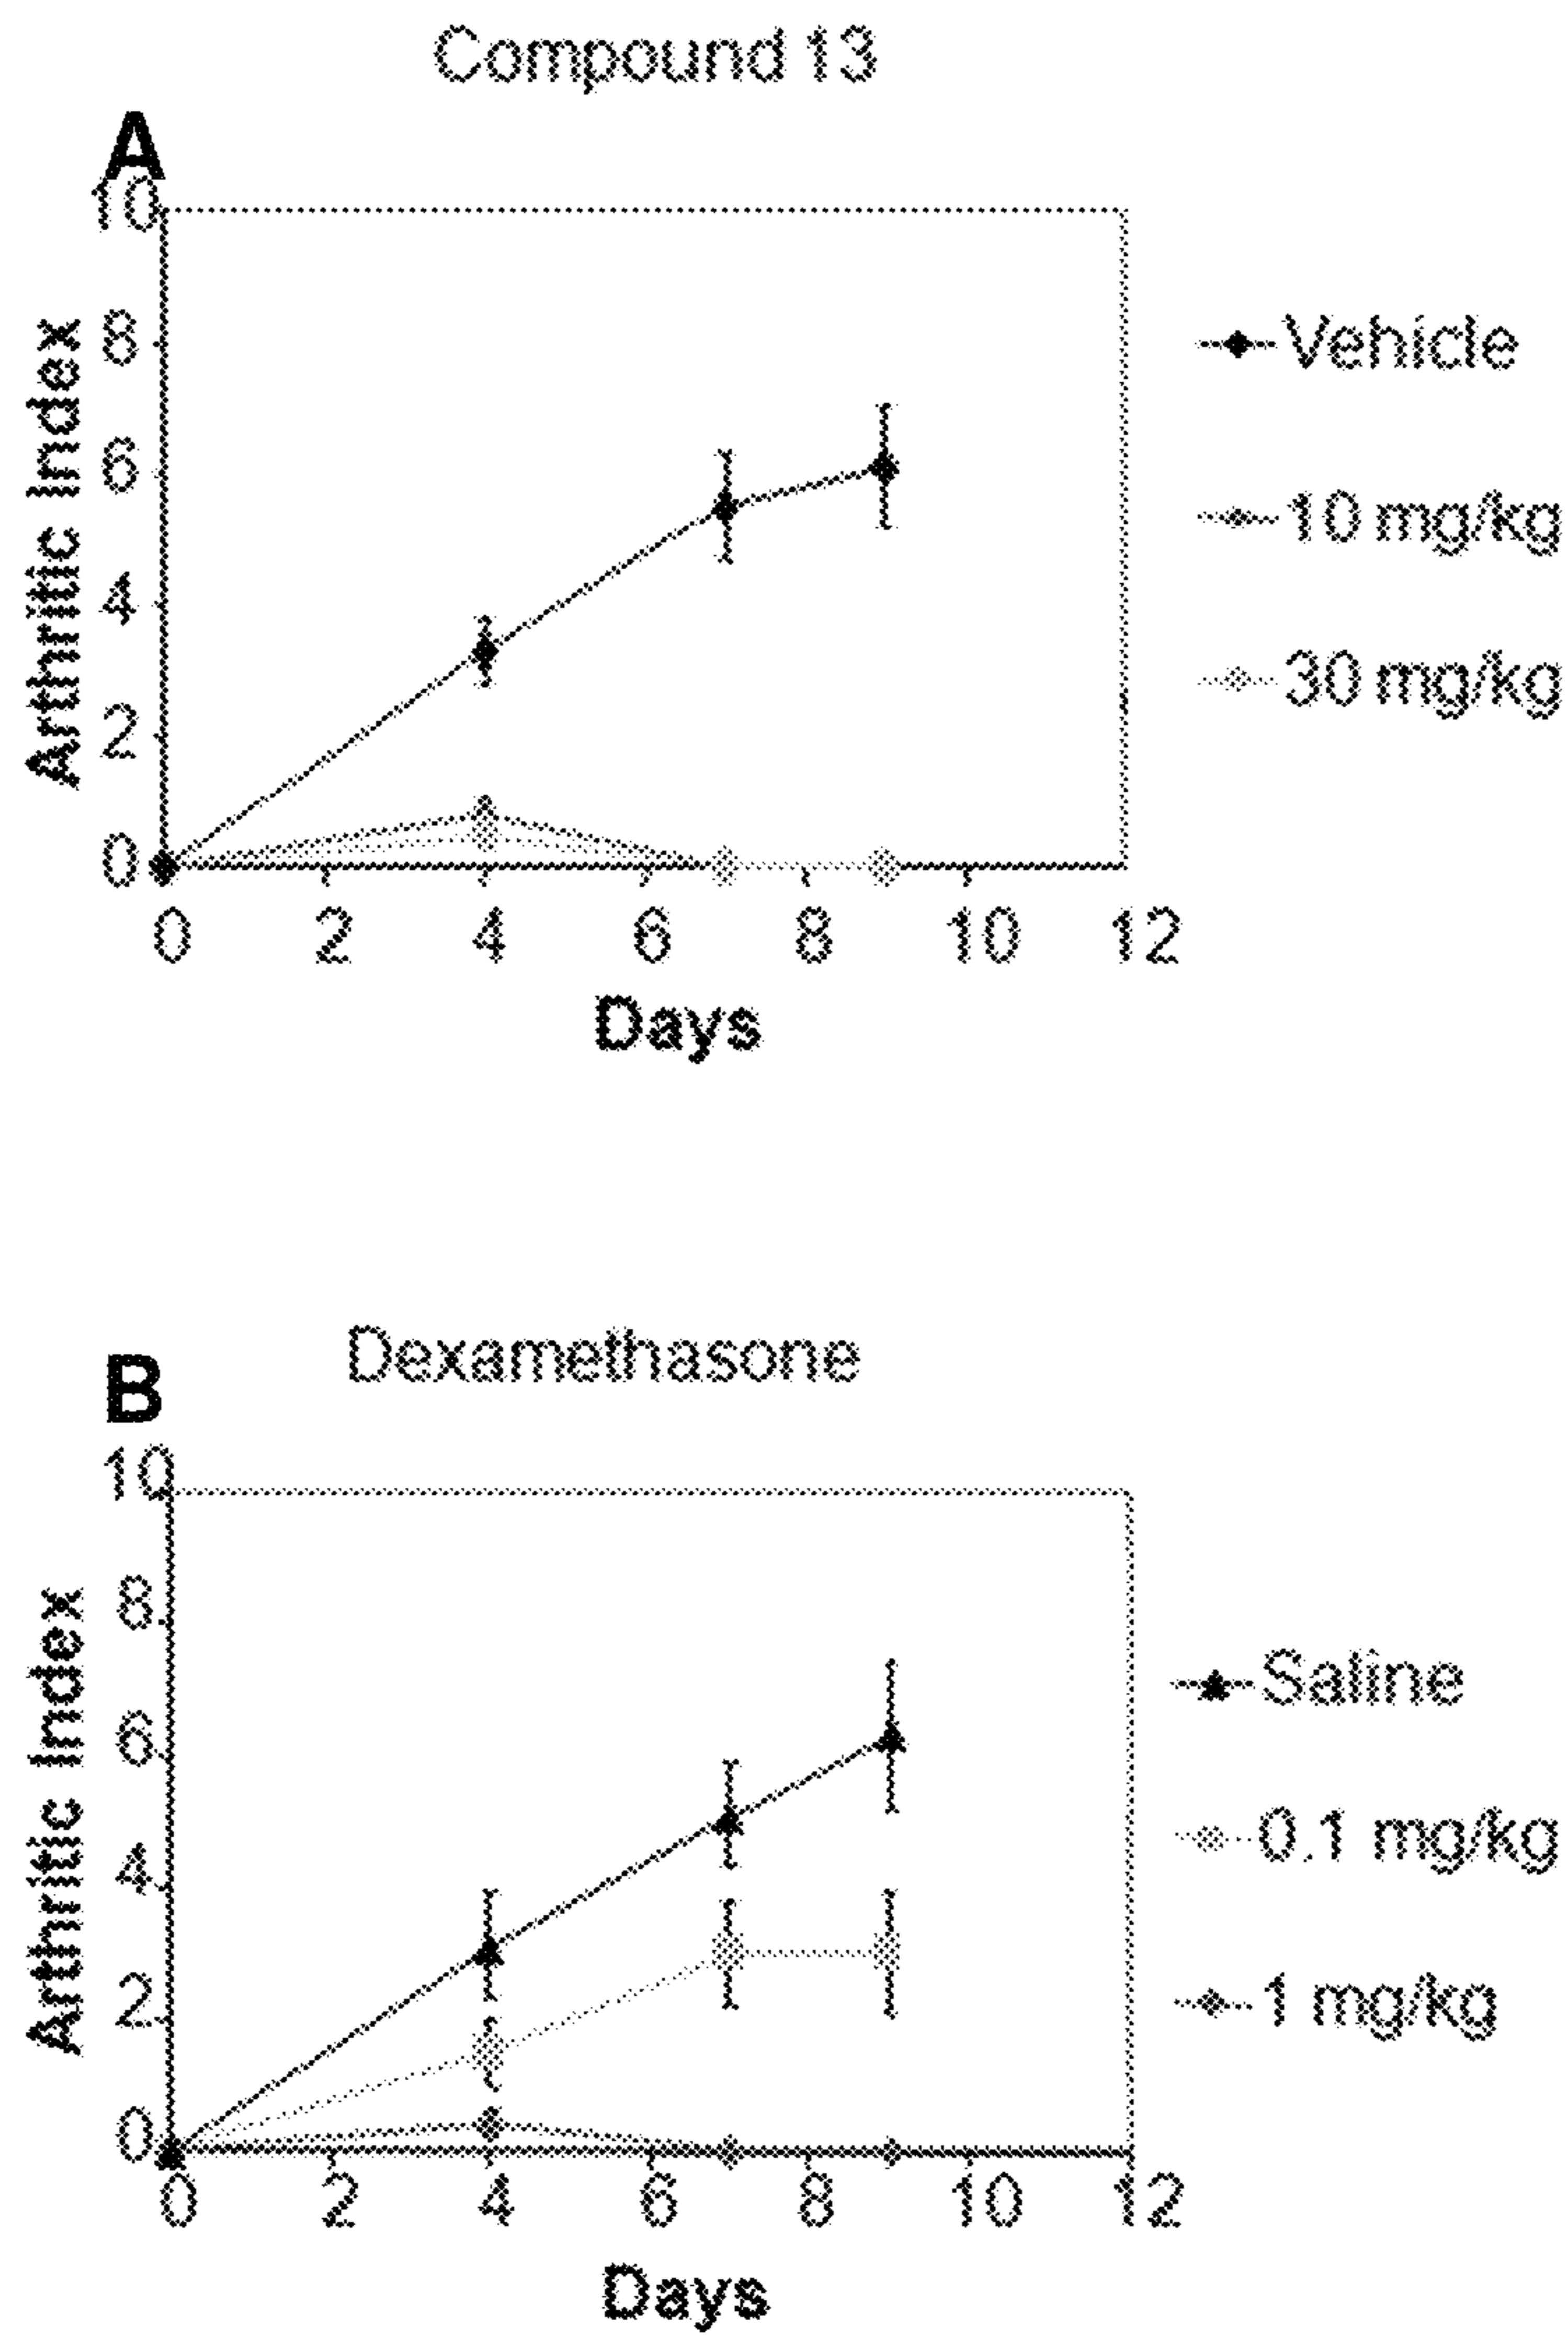 Compound 13
A
10
8
6
4
2
0
Arthritic Index
0 2 4 6 8 10 12
Days
Vehicle
10 mg/kg
30 mg/kg
Dexamethasone
B
10
8
6
4
2
0
Arthritic Index
0 2 4 6 8 10 12
Days
Saline
0.1 mg/kg
1 mg/kg